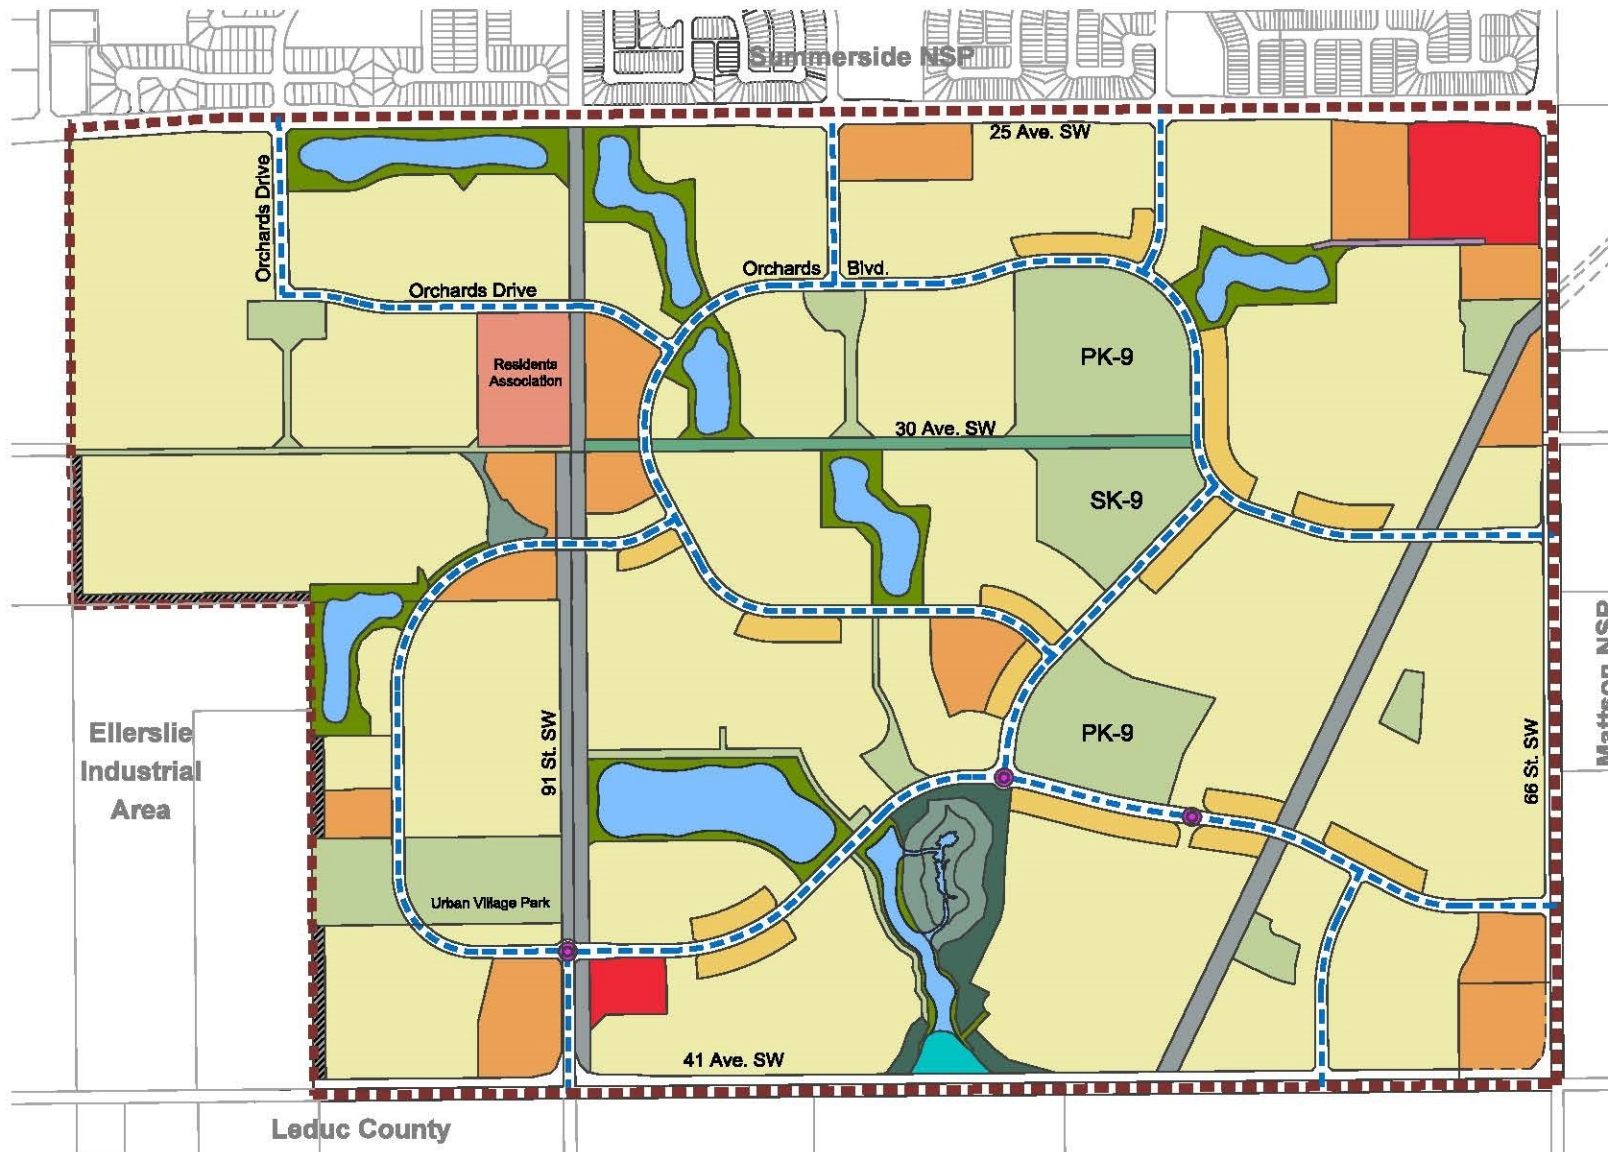 Summerside NSP
25 Ave. SW
Orchards Drive
Orchards Blvd.
Orchards Drive
Residents
Association
PK-9
30 Ave. SW
SK-9
Mattson NSP
Ellerslie
Industrial
Area
91 St. SW
PK-9
66 St. SW
Urban Village Park
41 Ave. SW
Leduc County